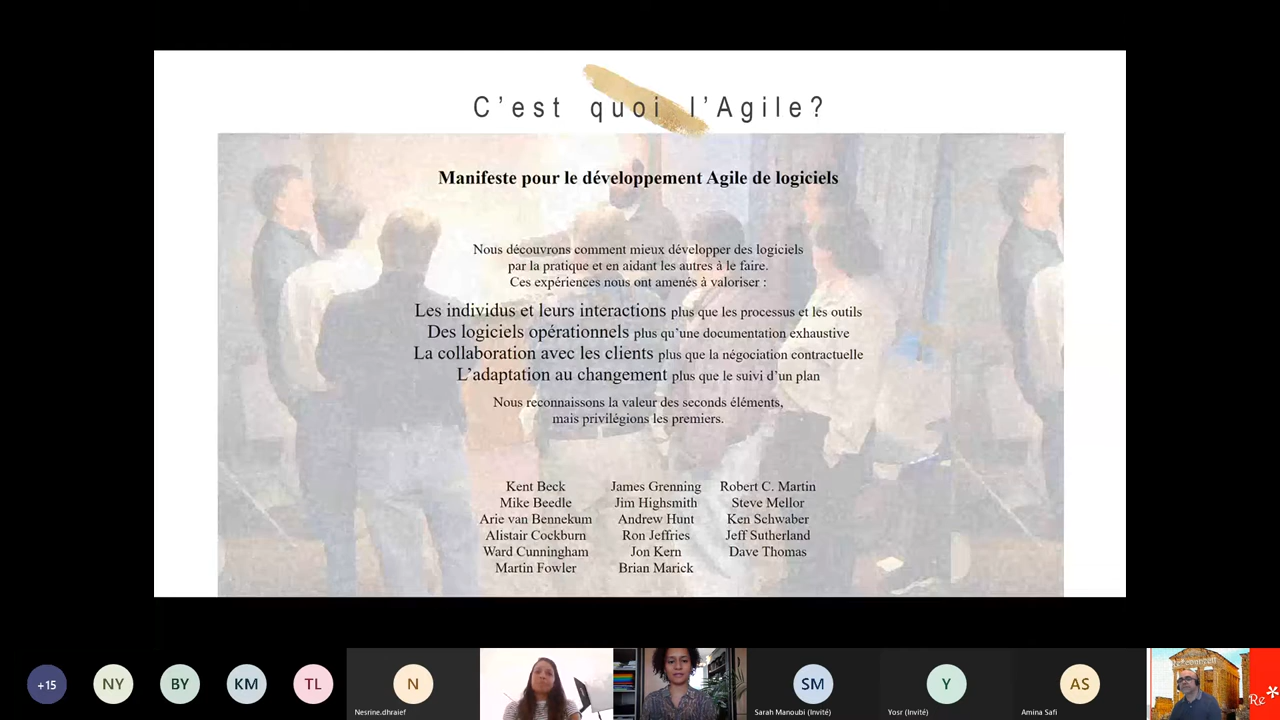 C'est quoi l'Agile?
Manifeste pour le développement Agile de logiciels
Nous découvrons comment mieux développer des logiciels
par la pratique et en aidant les autres à le faire.
Ces expériences nous ont amenés à valoriser :
Les individus et leurs interactions plus que les processus et les outils
Des logiciels opérationnels plus qu'une documentation exhaustive
La collaboration avec les clients plus que la négociation contractuelle
L'adaptation au changement plus que le suivi d'un plan
Nous reconnaissons la valeur des seconds éléments,
mais privilégions les premiers.
Kent Beck
Mike Beedle
Arie van Bennekum
Alistair Cockburn
Ward Cunningham
Martin Fowler
James Grenning
Jim Highsmith
Andrew Hunt
Ron Jeffries
Jon Kern
Brian Marick
Robert C. Martin
Steve Mellor
Ken Schwaber
Jeff Sutherland
Dave Thomas
+15
NY
BY
KM
TL
N
Nesrine.dhraief
SM
Sarah Manoubi (Invité)
Y
Yosr (Invité)
AS
Amina Safi
Re*